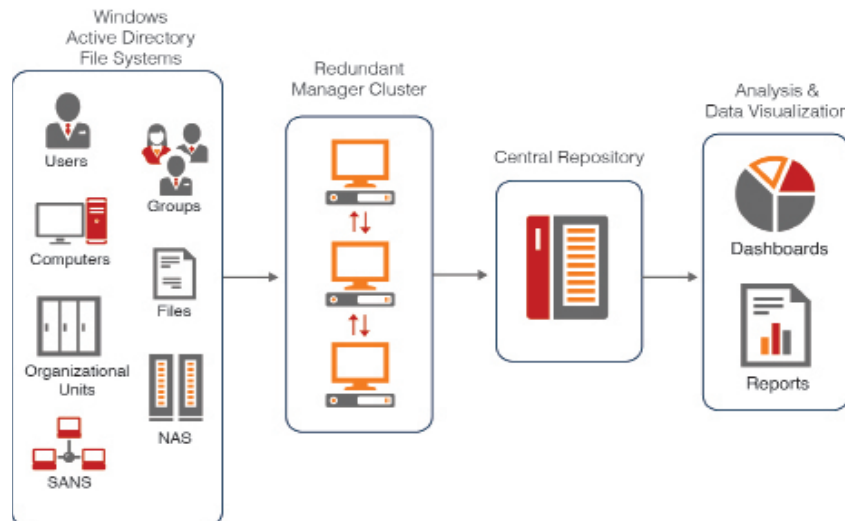 Windows
Active Directory
File Systems
Users
Groups
Computers
Files
Organizational
Units
NAS
SANS
Redundant
Manager Cluster
Central Repository
Analysis &
Data Visualization
Dashboards
Reports